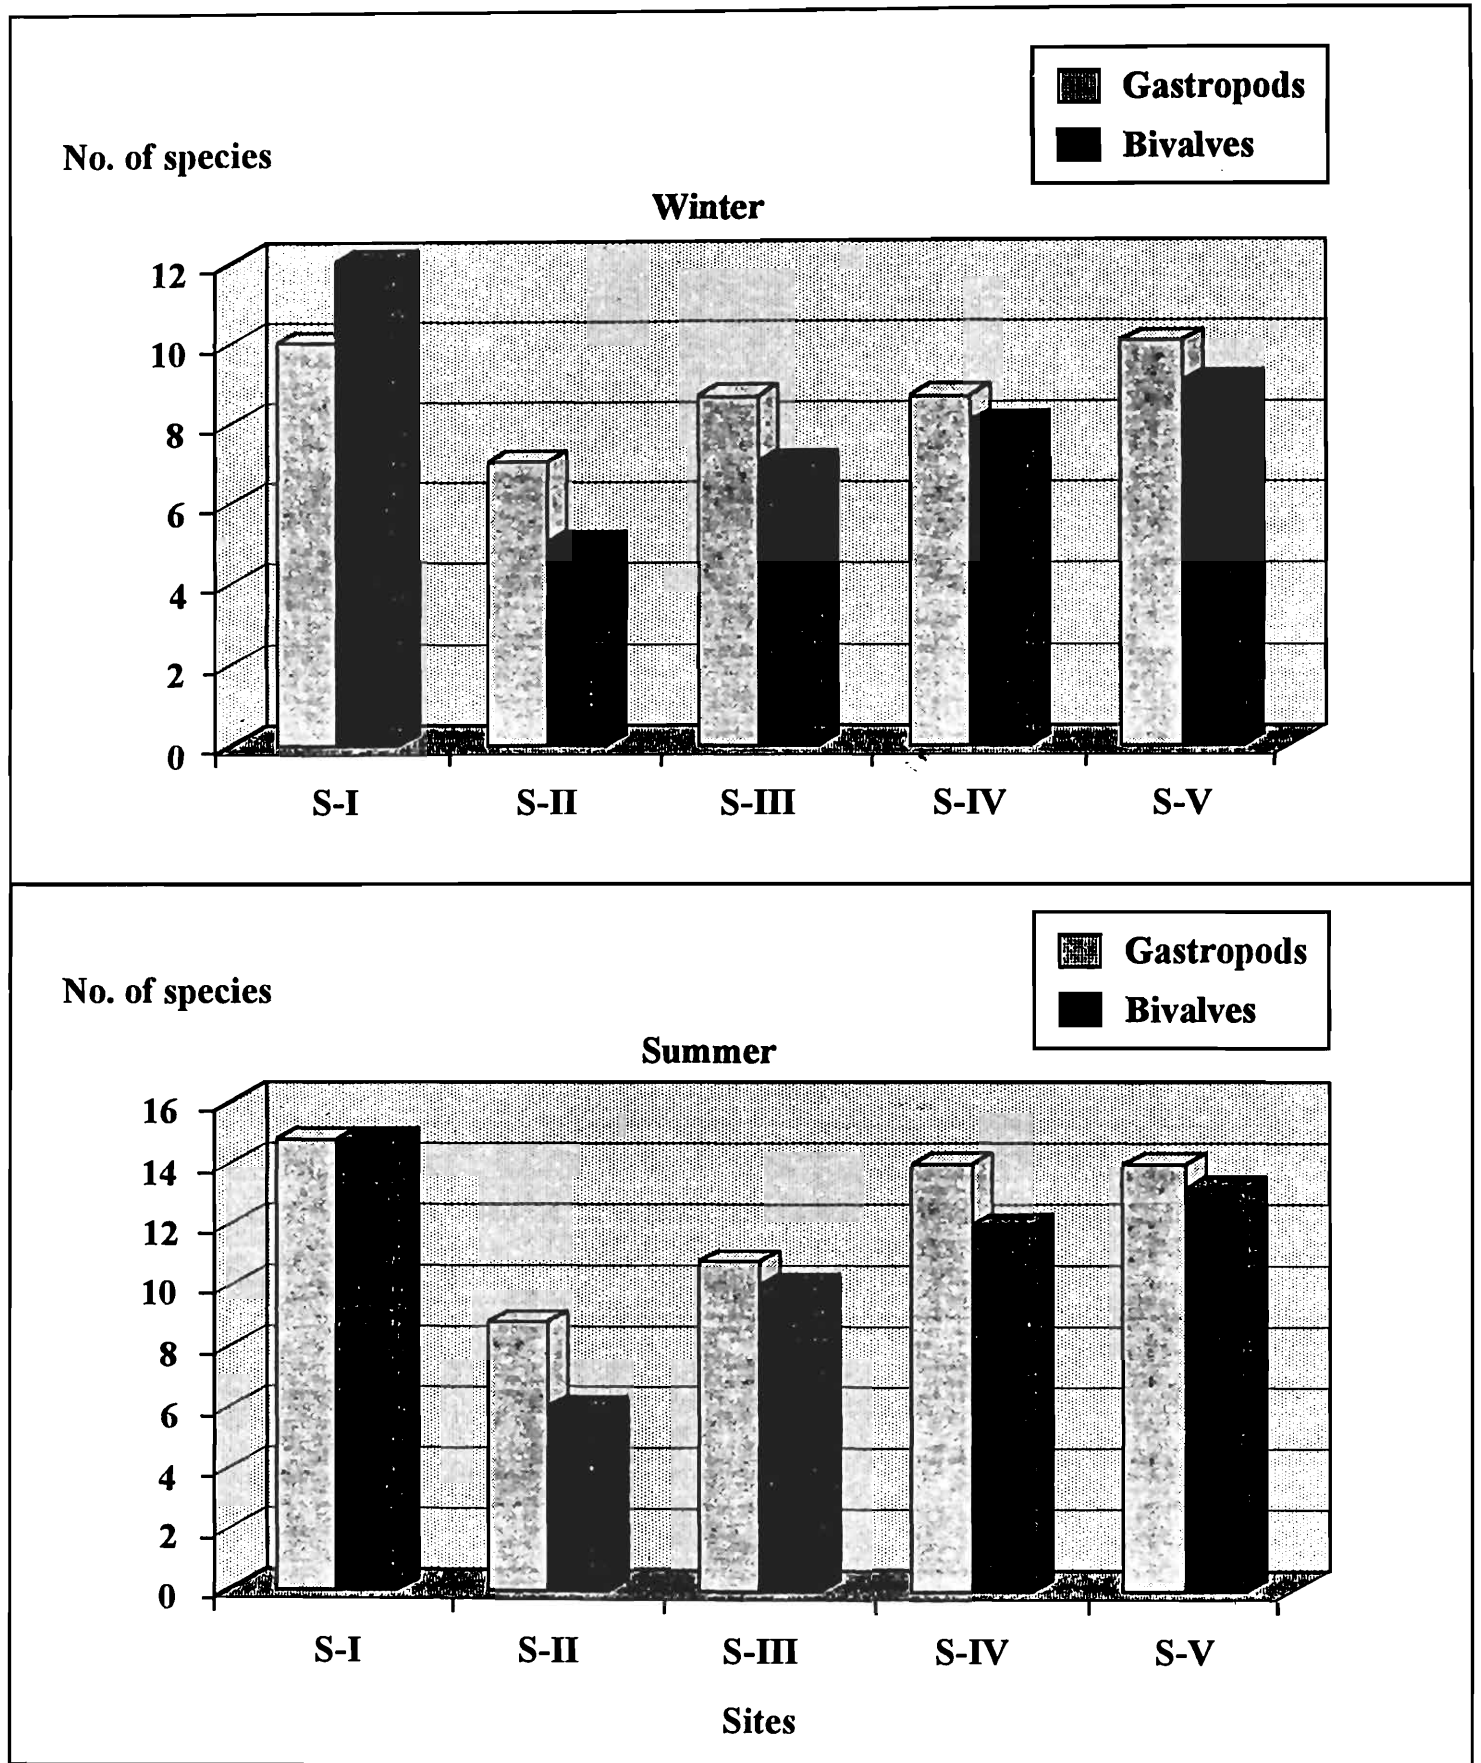 Gastropods
Bivalves
No. of species
Winter
12
10
8
6
4
2
0
S-I S-II S-III S-IV S-V
Gastropods
Bivalves
No. of species
Summer
16
14
12
10
8
6
4
2
0
S-I S-II S-III S-IV S-V
Sites